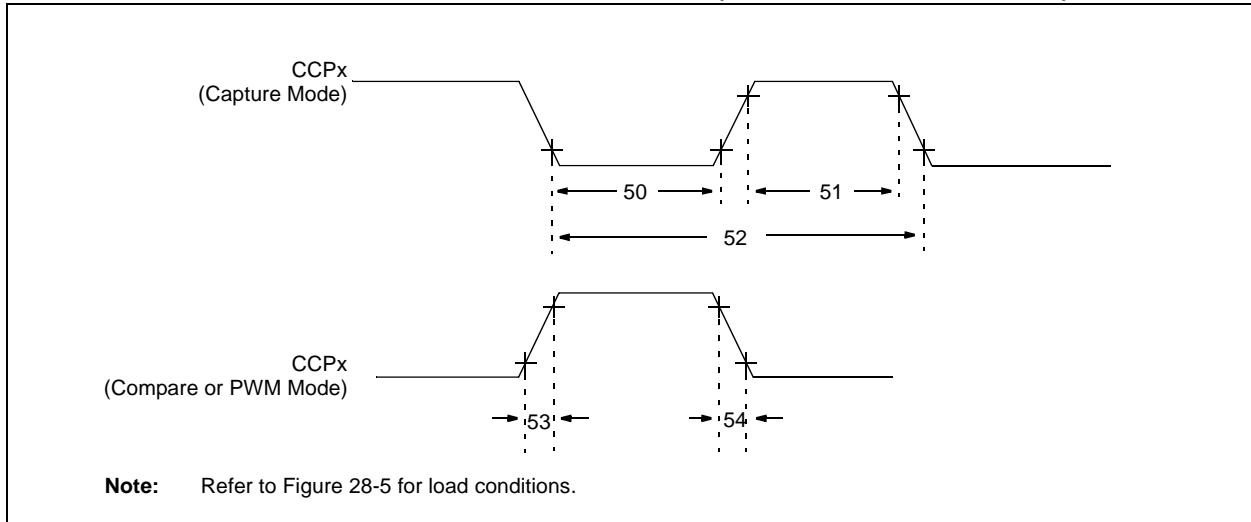 CCPx
(Capture Mode)
50
51
52
CCPx
(Compare or PWM Mode)
53
54
Note: Refer to Figure 28-5 for load conditions.